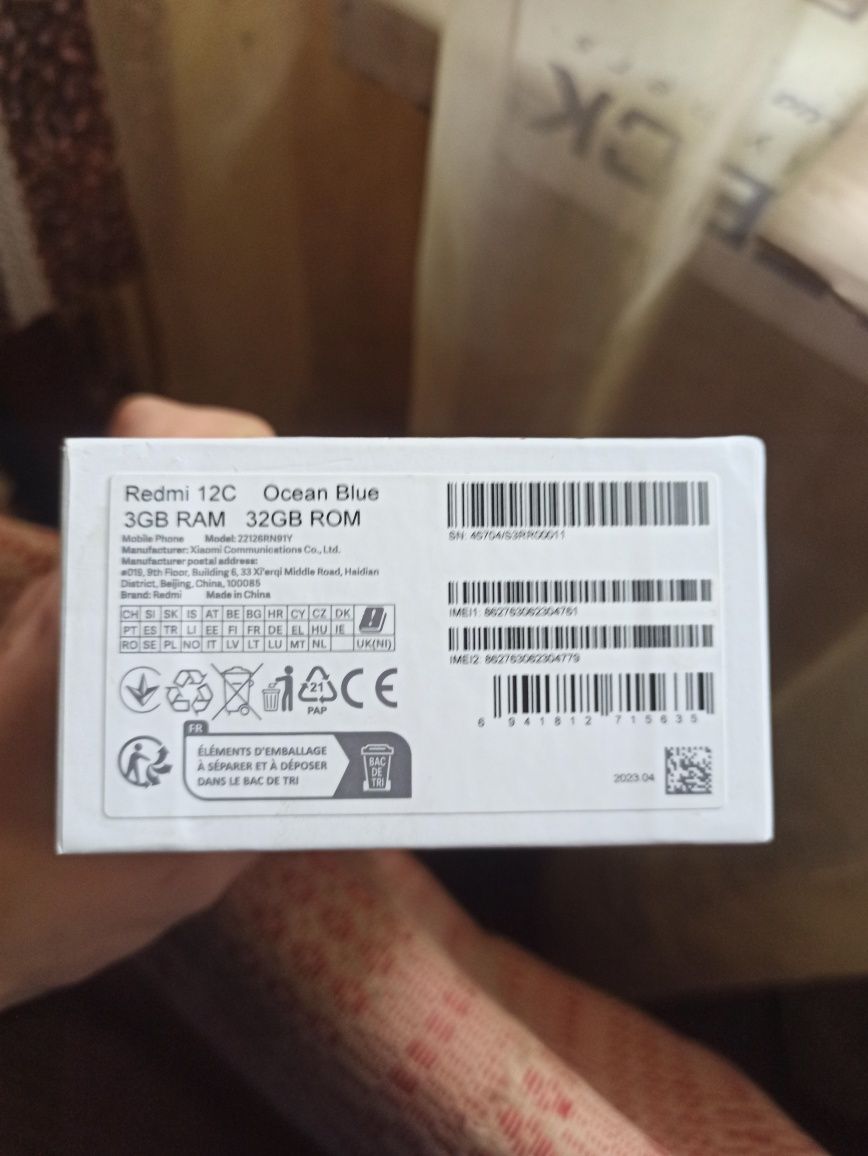 Redmi 12C Ocean Blue
3GB RAM 32GB ROM
Mobile Phone Model: 22126RN91Y
Manufacturer: Xiaomi Communications Co., Ltd.
Manufacturer postal address:
#019, 9th Floor, Building 6, 33 Xi'erqi Middle Road, Haidian
District, Beijing, China, 100085
Brand: Redmi Made in China
CH SI SK IS AT BE BG HR CY CZ DK
PT ES TR LI EE FI FR DE EL HU IE
RO SE PL NO IT LV LT LU MT NL UK(NI)
21
PAP
CE
FR
ÉLÉMENTS D'EMBALLAGE
À SÉPARER ET À DÉPOSER
DANS LE BAC DE TRI
BAC
DE
TRI
SN: 
IMEI1: 862763062304761
IMEI2: 862763062304779
6 941812 715635
2023.04